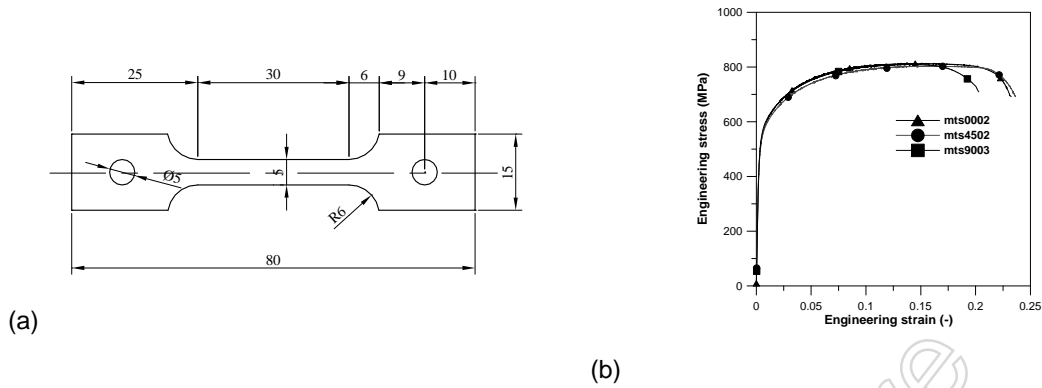 25 30 6 9 10
Ø5
5
R6
15
80
(a)
1000
800
600
400
200
0
Engineering stress (MPa)
mts0002
mts4502
mts9003
0 0.05 0.1 0.15 0.2 0.25
Engineering strain (-)
(b)